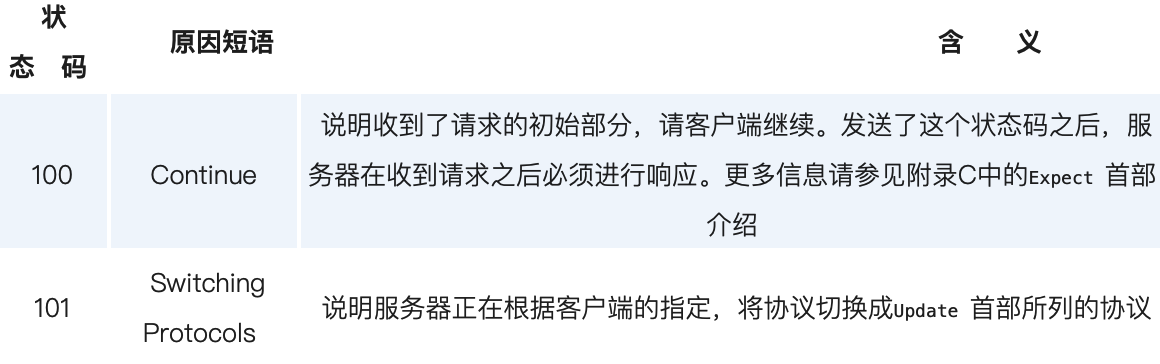 状
态 码
原因短语
含 义
100
Continue
说明收到了请求的初始部分，请客户端继续。发送了这个状态码之后，服
务器在收到请求之后必须进行响应。更多信息请参见附录C中的Expect 首部
介绍
101
Switching
Protocols
说明服务器正在根据客户端的指定，将协议切换成Update 首部所列的协议